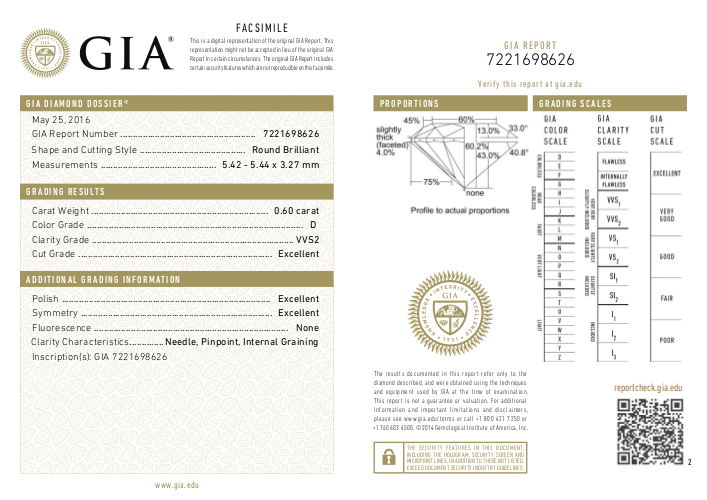 FACSIMILE
This is a digital representation of the original GIA Report. This
representation might not be accepted in lieu of the original GIA
Report in certain circumstances. The original GIA Report includes
certain security features which are not reproducible on this facsimile.
GIA®
GIA REPORT
7221698626
Verify this report at gia.edu
GIA DIAMOND DOSSIER®
May 25, 2016
GIA Report Number 7221698626
Shape and Cutting Style Round Brilliant
Measurements 5.42 - 5.44 x 3.27 mm
GRADING RESULTS
Carat Weight 0.60 carat
Color Grade D
Clarity Grade VVS2
Cut Grade Excellent
ADDITIONAL GRADING INFORMATION
Polish Excellent
Symmetry Excellent
Fluorescence None
Clarity Characteristics Needle, Pinpoint, Internal Graining
Inscription(s): GIA 7221698626
www.gia.edu
PROPORTIONS
45%
60%
slightly
thick
(faceted)
4.0%
13.0%
33.0°
60.2%
43.0%
40.8°
75%
none
Profile to actual proportions
KNOWLEDGE INTEGRITY EXCELLENCE
GIA
1931
The results documented in this report refer only to the
diamond described, and were obtained using the techniques
and equipment used by GIA at the time of examination.
This report is not a guarantee or valuation. For additional
information and important limitations and disclaimers,
please see www.gia.edu/terms or call +1 800 421 7250 or
+1 760 603 4500. ©2014 Gemological Institute of America, Inc.
THE SECURITY FEATURES IN THIS DOCUMENT,
INCLUDING THE HOLOGRAM, SECURITY SCREEN AND
MICROPRINT LINES, IN ADDITION TO THOSE NOT LISTED,
EXCEED DOCUMENT SECURITY INDUSTRY GUIDELINES.
GRADING SCALES
GIA
COLOR
SCALE
COLORLESS
NEAR COLORLESS
FAINT
VERY LIGHT
LIGHT
D
E
F
G
H
I
J
K
L
M
N
O
P
Q
R
S
T
U
V
W
X
Y
Z
GIA
CLARITY
SCALE
VERY VERY SLIGHTLY INCLUDED
VERY SLIGHTLY INCLUDED
SLIGHTLY INCLUDED
INCLUDED
FLAWLESS
INTERNALLY
FLAWLESS
VVS1
VVS2
VS1
VS2
SI1
SI2
I1
I2
I3
GIA
CUT
SCALE
EXCELLENT
VERY
GOOD
GOOD
FAIR
POOR
reportcheck.gia.edu
2